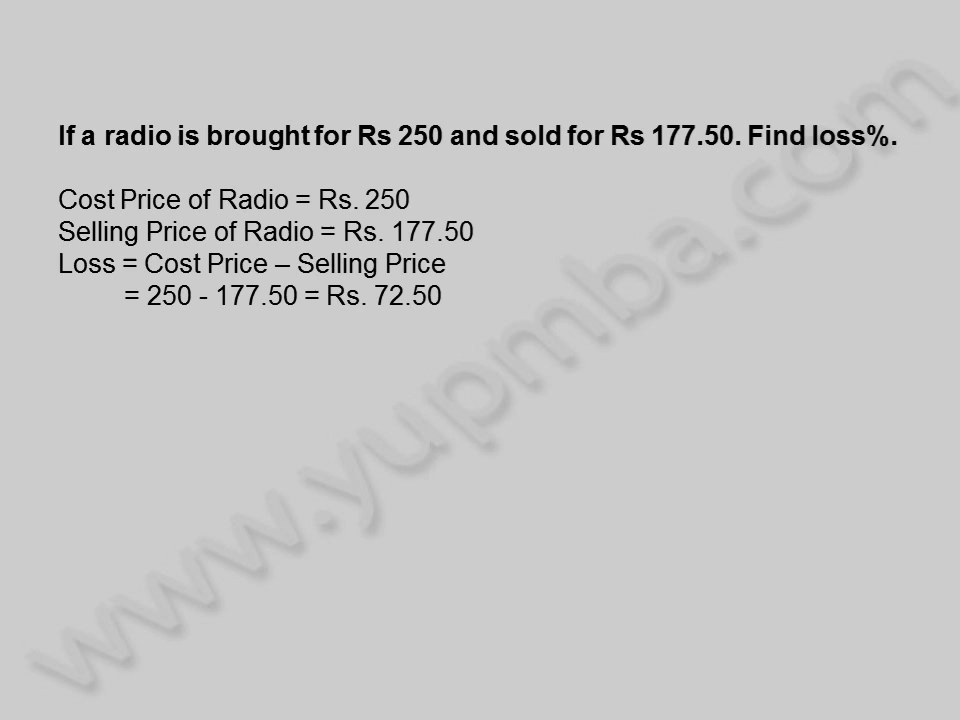 If a radio is brought for Rs 250 and sold for Rs 177.50. Find loss%.
Cost Price of Radio = Rs. 250
Selling Price of Radio = Rs. 177.50
Loss = Cost Price – Selling Price
= 250 - 177.50 = Rs. 72.50
www.yupmba.com